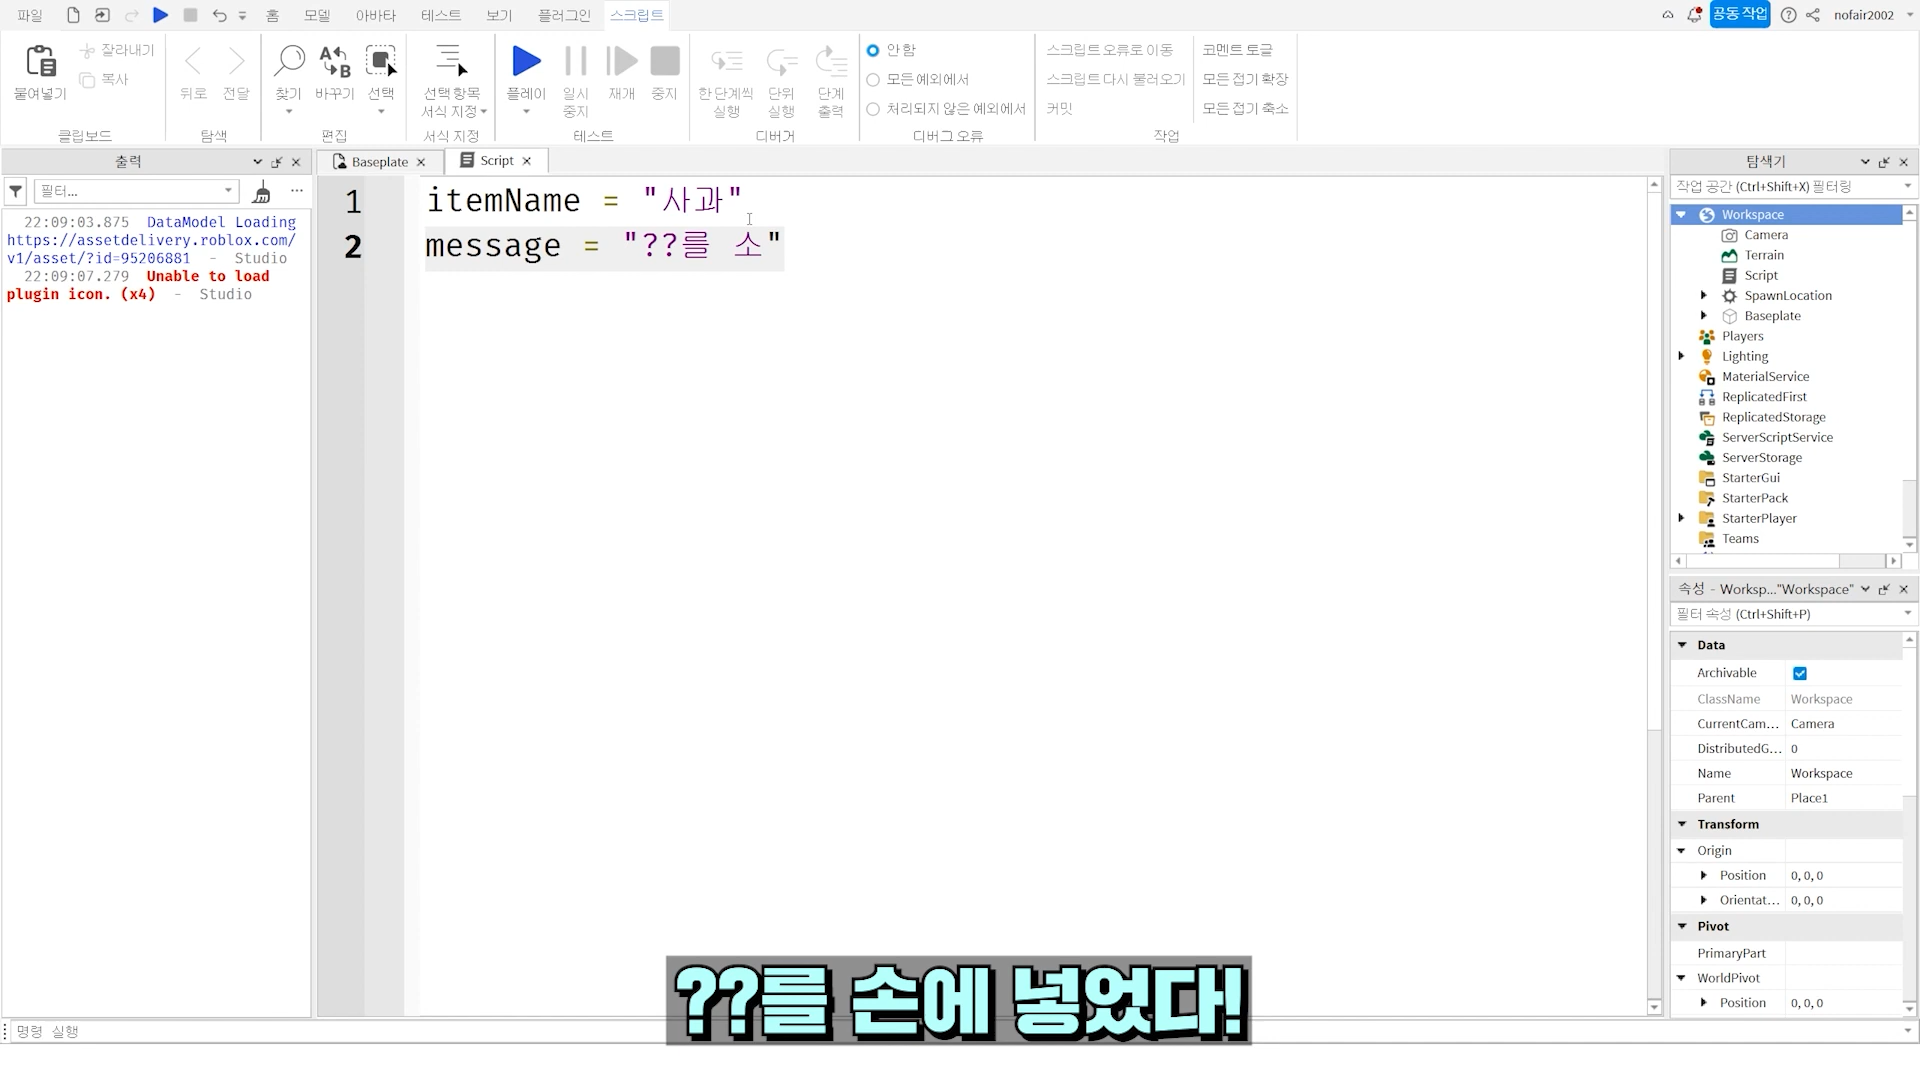 파일 홈 모델 아바타 테스트 보기 플러그인 스크립트 공동 작업 nofair2002
붙여넣기 잘라내기 복사 클립보드
뒤로 전달 탐색
찾기 바꾸기 선택 편집
선택 항목 서식 지정 서식 지정
플레이 일시 중지 재개 중지 테스트
한 단계씩 실행 단위 실행 단계 출력 디버거
안 함
모든 예외에서
처리되지 않은 예외에서
디버그 오류
스크립트 오류로 이동
스크립트 다시 불러오기
커밋
코멘트 토글
모든 접기 확장
모든 접기 축소
작업
출력
필터...
22:09:03.875 DataModel Loading
https://assetdelivery.roblox.com/
v1/asset/?id=95206881 - Studio
22:09:07.279 Unable to load
plugin icon. (x4) - Studio
Baseplate Script
1 itemName = "사과"
2 message = "??를 소"
??를 손에 넣었다!
명령 실행
탐색기
작업 공간 (Ctrl+Shift+X) 필터링
Workspace
Camera
Terrain
Script
SpawnLocation
Baseplate
Players
Lighting
MaterialService
ReplicatedFirst
ReplicatedStorage
ServerScriptService
ServerStorage
StarterGui
StarterPack
StarterPlayer
Teams
속성 - Worksp..."Workspace"
필터 속성 (Ctrl+Shift+P)
Data
Archivable
ClassName Workspace
CurrentCam... Camera
DistributedG... 0
Name Workspace
Parent Place1
Transform
Origin
Position 0, 0, 0
Orientat... 0, 0, 0
Pivot
PrimaryPart
WorldPivot
Position 0, 0, 0